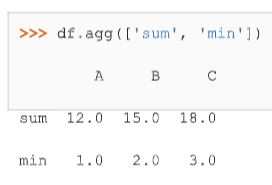 >>> df.agg(['sum', 'min'])
A B C
sum 12.0 15.0 18.0
min 1.0 2.0 3.0